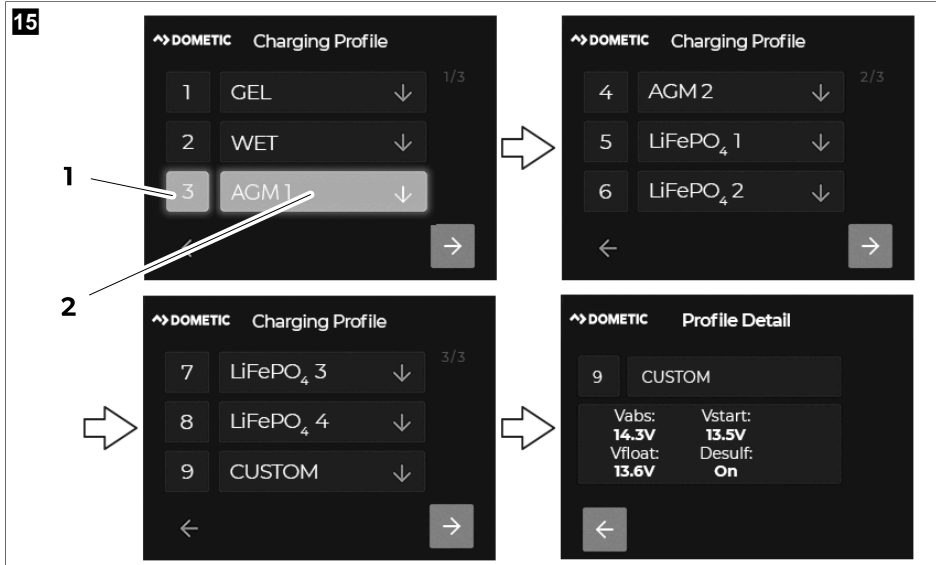 15
DOMETIC Charging Profile
1/3
1 GEL
2 WET
3 AGM 1
1
2
DOMETIC Charging Profile
2/3
4 AGM 2
5 LiFePO₄ 1
6 LiFePO₄ 2
DOMETIC Charging Profile
3/3
7 LiFePO₄ 3
8 LiFePO₄ 4
9 CUSTOM
DOMETIC Profile Detail
9 CUSTOM
Vabs: Vstart:
14.3V 13.5V
Vfloat: Desulf:
13.6V On